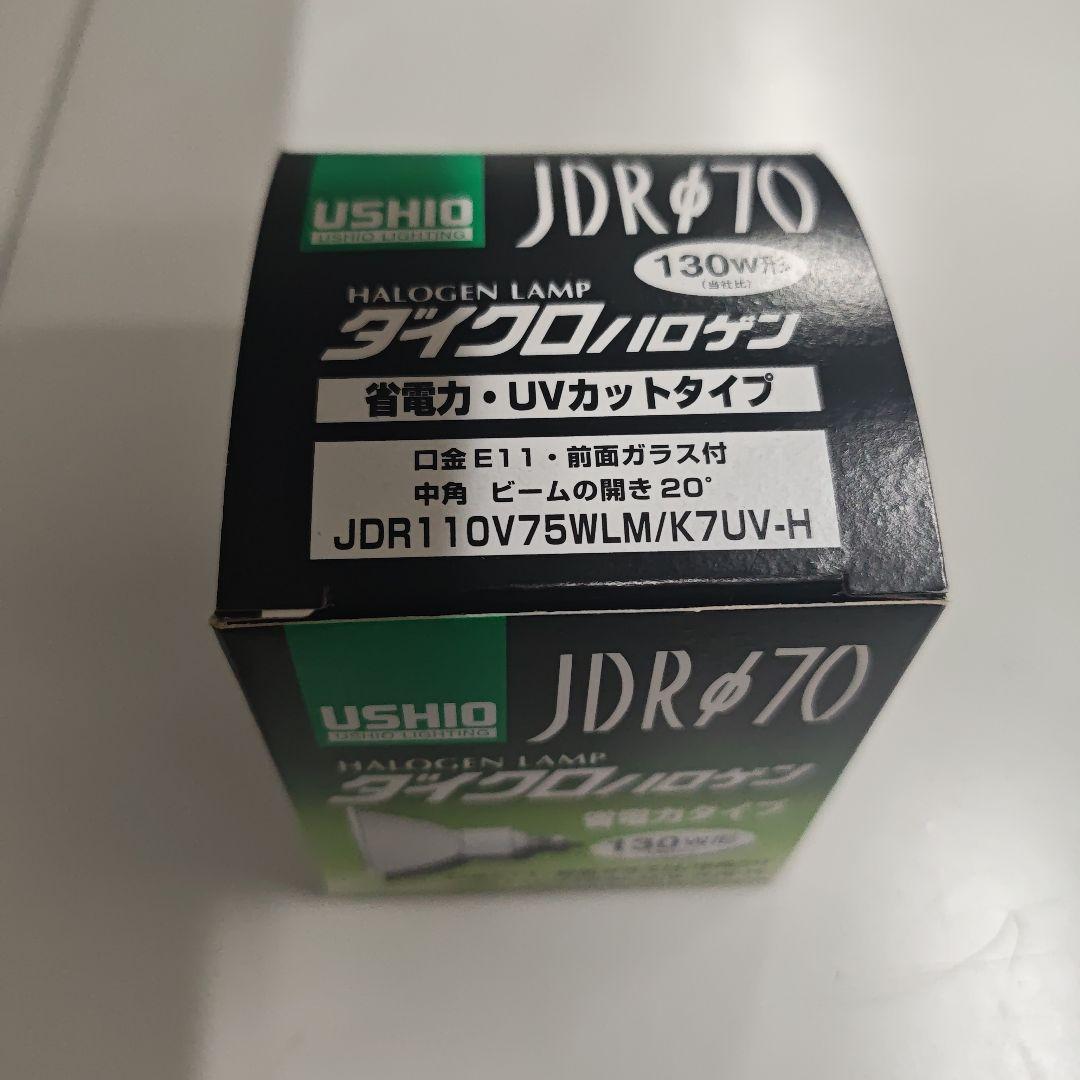 USHIO
USHIO LIGHTING
JDRφ70
130W形
(当社比)
HALOGEN LAMP
ダイクロハロゲン
省電力・UVカットタイプ
口金E11・前面ガラス付
中角 ビームの開き20°
JDR110V75WLM/K7UV-H
USHIO
USHIO LIGHTING
JDRφ70
HALOGEN LAMP
ダイクロハロゲン
省電力タイプ
130W形